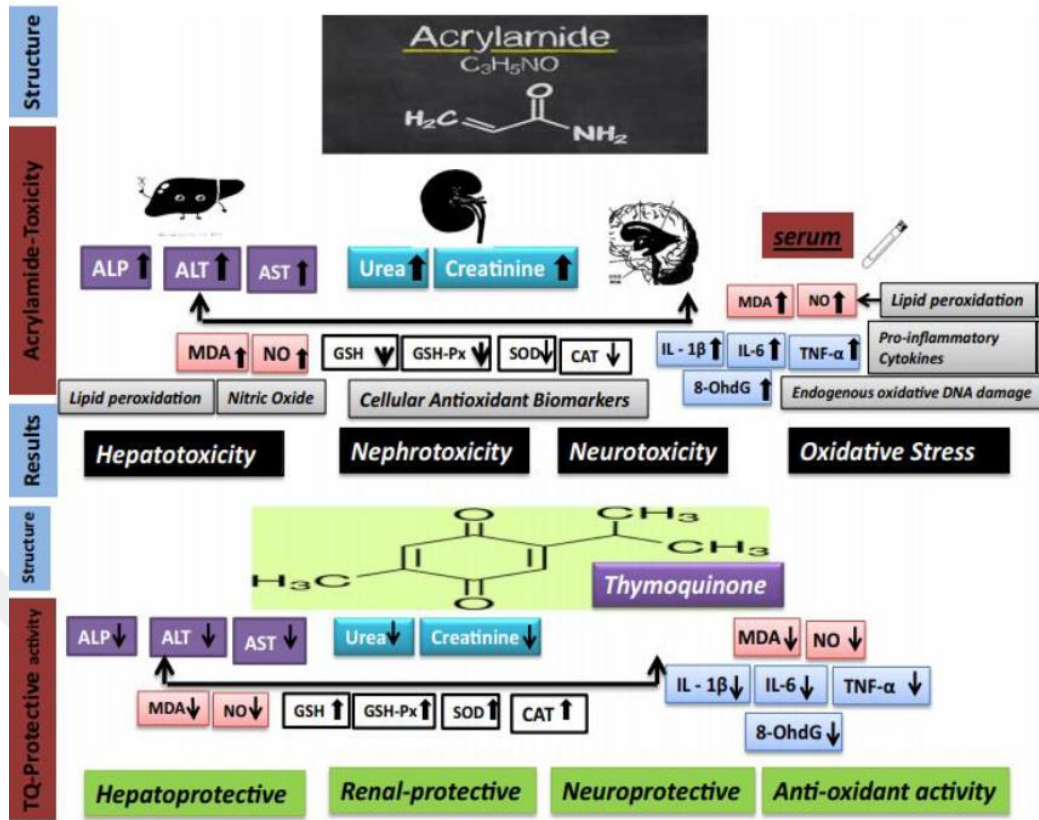 Structure
Acrylamide
C3H5NO
O
H2C
NH2
Acrylamide-Toxicity
ALP
ALT
AST
Urea
Creatinine
serum
MDA
NO
Lipid peroxidation
MDA
NO
GSH
GSH-Px
SOD
CAT
IL - 1β
IL-6
TNF-α
Pro-inflammatory
Cytokines
8-OhdG
Lipid peroxidation
Nitric Oxide
Cellular Antioxidant Biomarkers
Endogenous oxidative DNA damage
Results
Hepatotoxicity
Nephrotoxicity
Neurotoxicity
Oxidative Stress
Structure
O
CH3
CH3
H3C
O
Thymoquinone
TQ-Protective activity
ALP
ALT
AST
Urea
Creatinine
MDA
NO
IL - 1β
IL-6
TNF-α
MDA
NO
GSH
GSH-Px
SOD
CAT
8-OhdG
Hepatoprotective
Renal-protective
Neuroprotective
Anti-oxidant activity